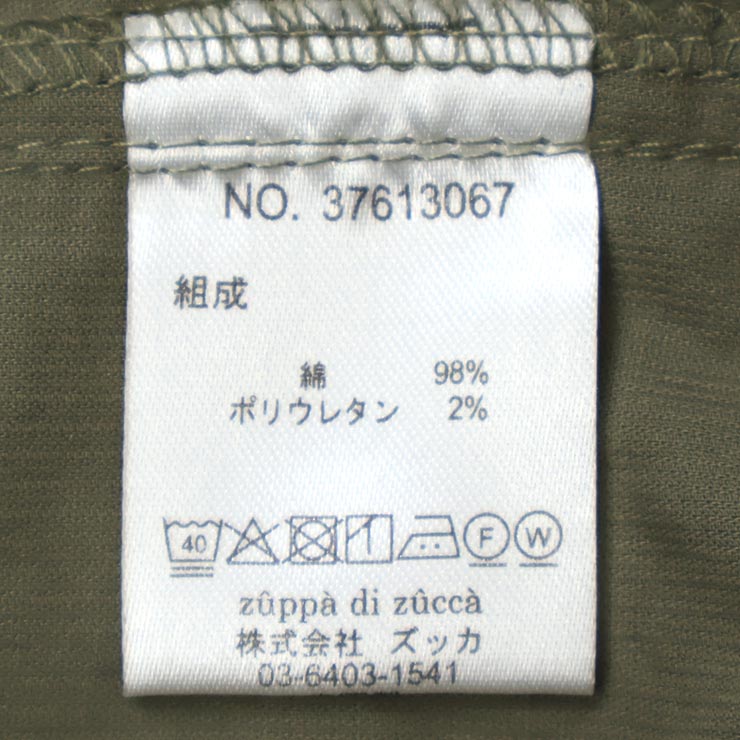 NO. 37613067
組成
綿 98%
ポリウレタン 2%
40 F W
zûppà di zûccà
株式会社 ズッカ
03-6403-1541